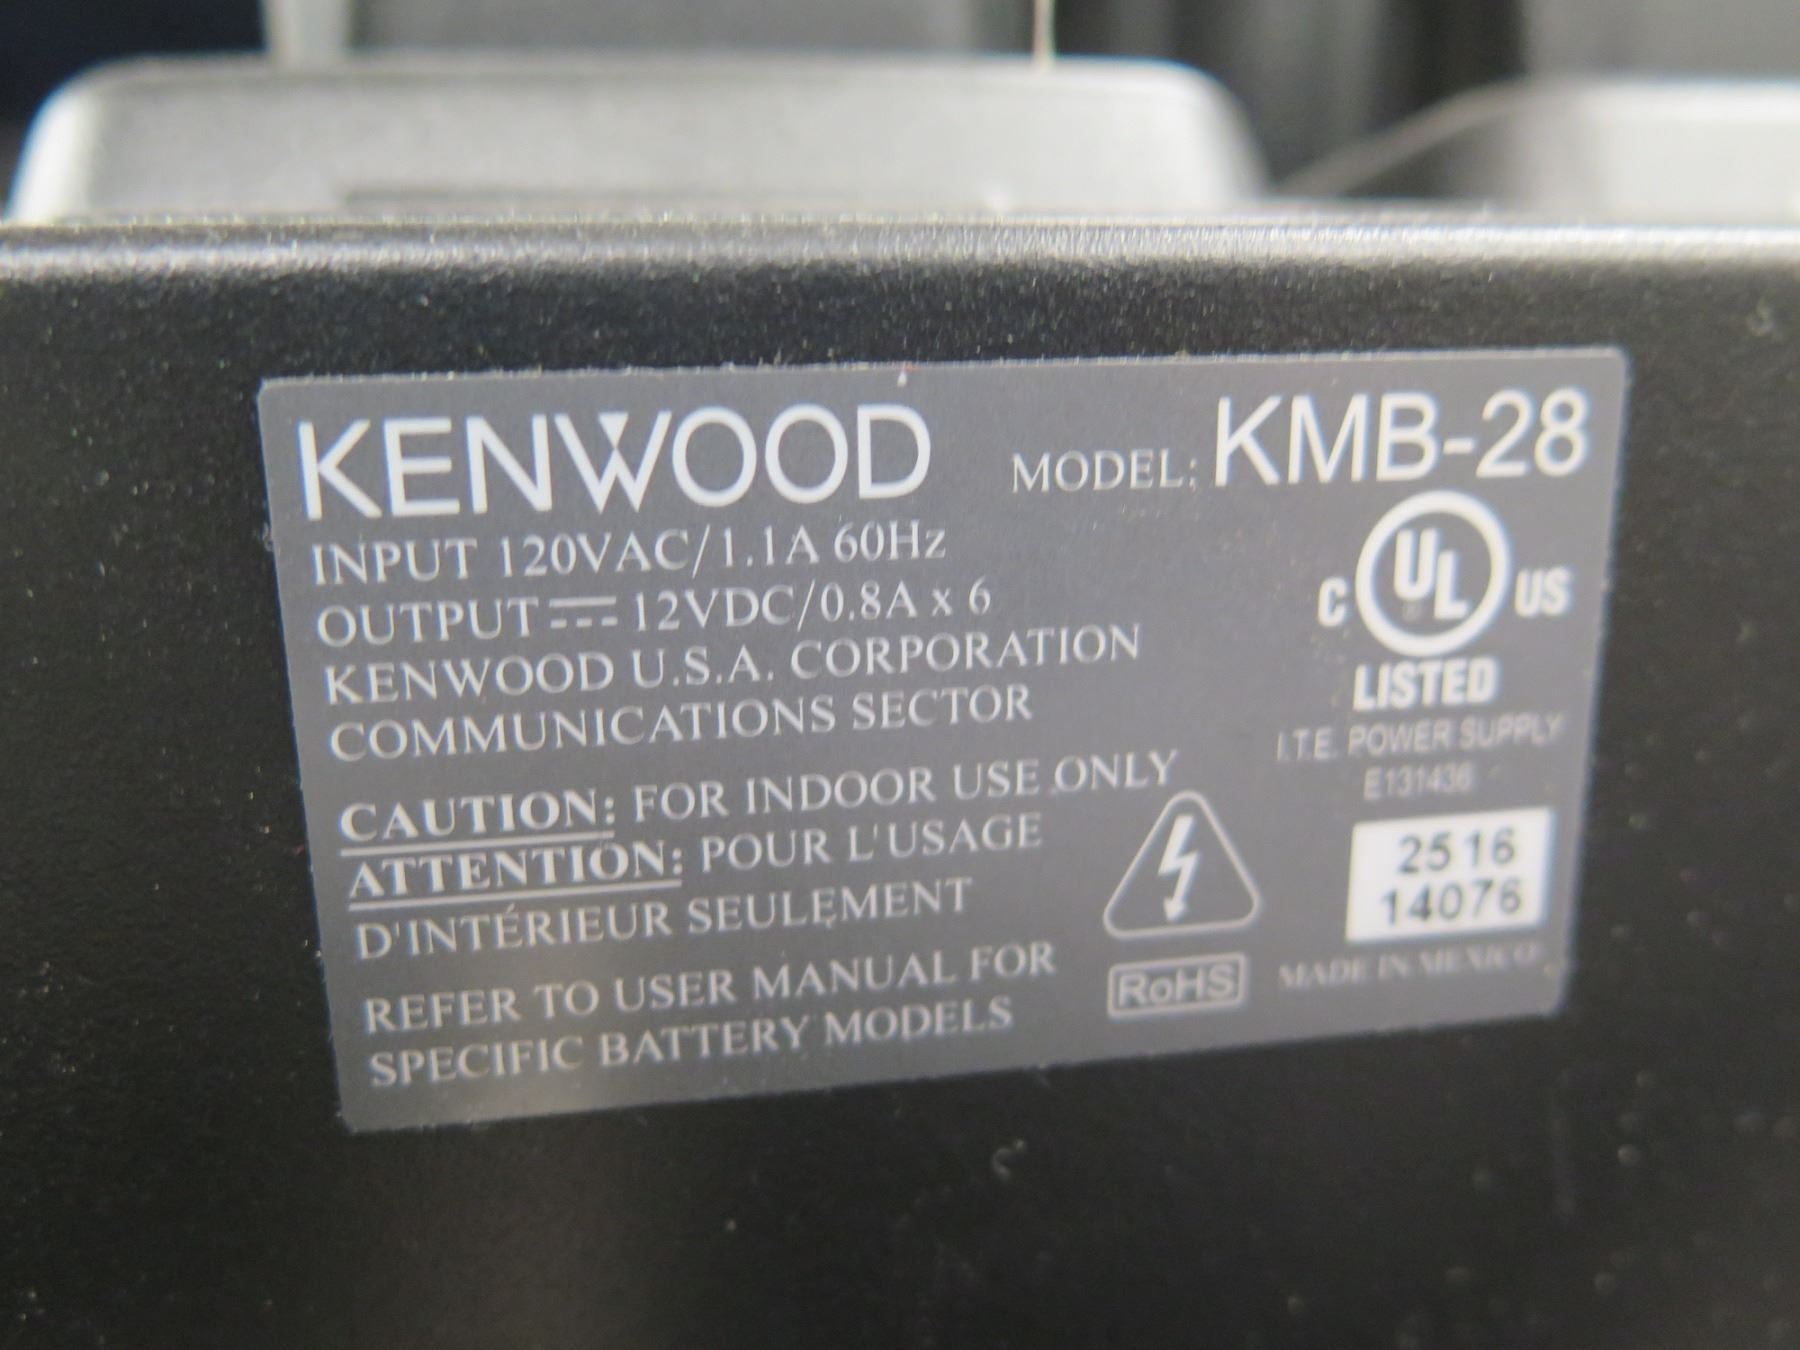 KENWOOD MODEL: KMB-28
INPUT 120VAC/1.1A 60Hz
OUTPUT 12VDC/0.8A x 6
KENWOOD U.S.A. CORPORATION
COMMUNICATIONS SECTOR
C UL US
LISTED
I.T.E. POWER SUPPLY
E131436
CAUTION: FOR INDOOR USE ONLY
ATTENTION: POUR L'USAGE
D'INTÉRIEUR SEULEMENT
REFER TO USER MANUAL FOR
SPECIFIC BATTERY MODELS
RoHS
2516
14076
MADE IN MEXICO